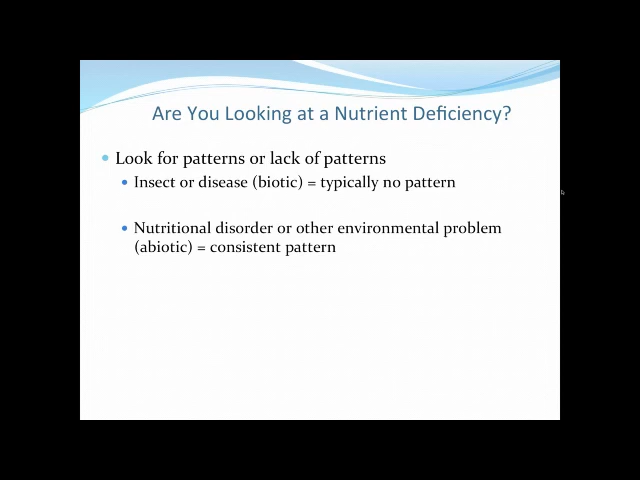 Are You Looking at a Nutrient Deficiency?
Look for patterns or lack of patterns
Insect or disease (biotic) = typically no pattern
Nutritional disorder or other environmental problem
(abiotic) = consistent pattern